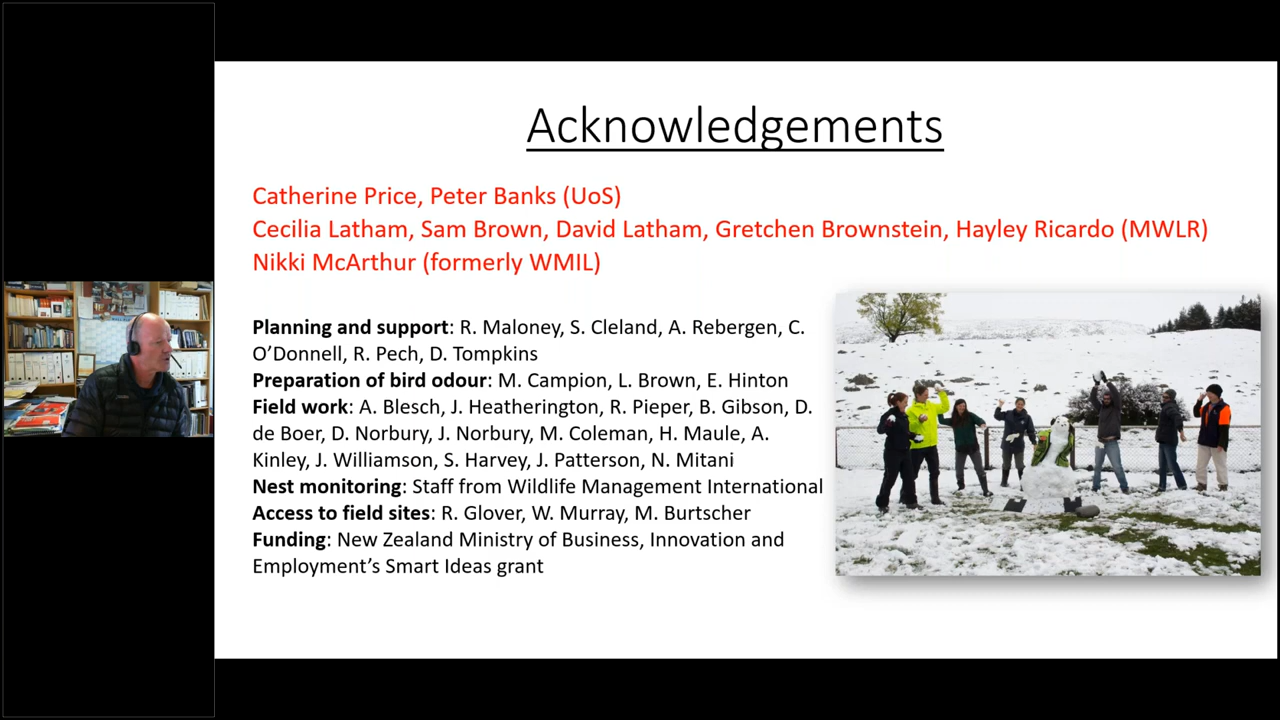 Acknowledgements
Catherine Price, Peter Banks (UoS)
Cecilia Latham, Sam Brown, David Latham, Gretchen Brownstein, Hayley Ricardo (MWLR)
Nikki McArthur (formerly WMIL)
Planning and support: R. Maloney, S. Cleland, A. Rebergen, C.
O’Donnell, R. Pech, D. Tompkins
Preparation of bird odour: M. Campion, L. Brown, E. Hinton
Field work: A. Blesch, J. Heatherington, R. Pieper, B. Gibson, D.
de Boer, D. Norbury, J. Norbury, M. Coleman, H. Maule, A.
Kinley, J. Williamson, S. Harvey, J. Patterson, N. Mitani
Nest monitoring: Staff from Wildlife Management International
Access to field sites: R. Glover, W. Murray, M. Burtscher
Funding: New Zealand Ministry of Business, Innovation and
Employment’s Smart Ideas grant